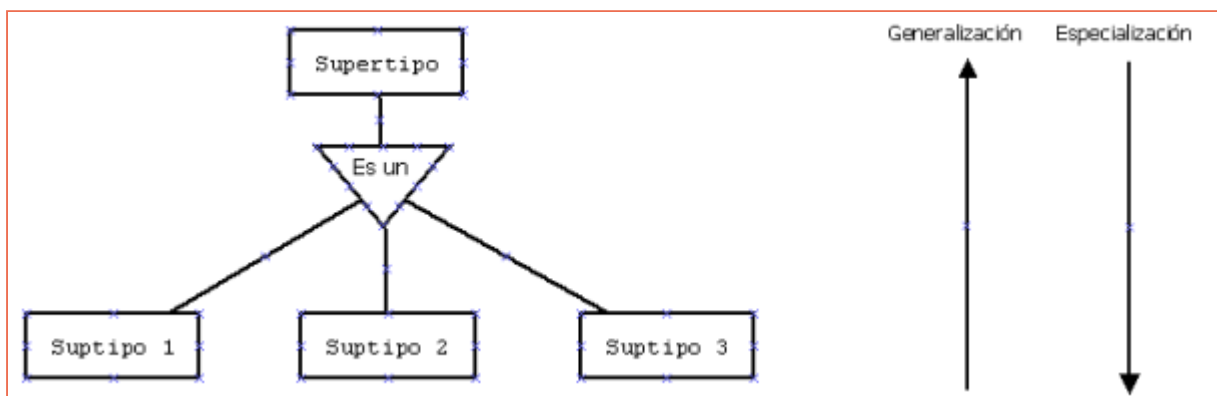 Generalización Especialización
Supertipo
Es un
Suptipo 1 Suptipo 2 Suptipo 3